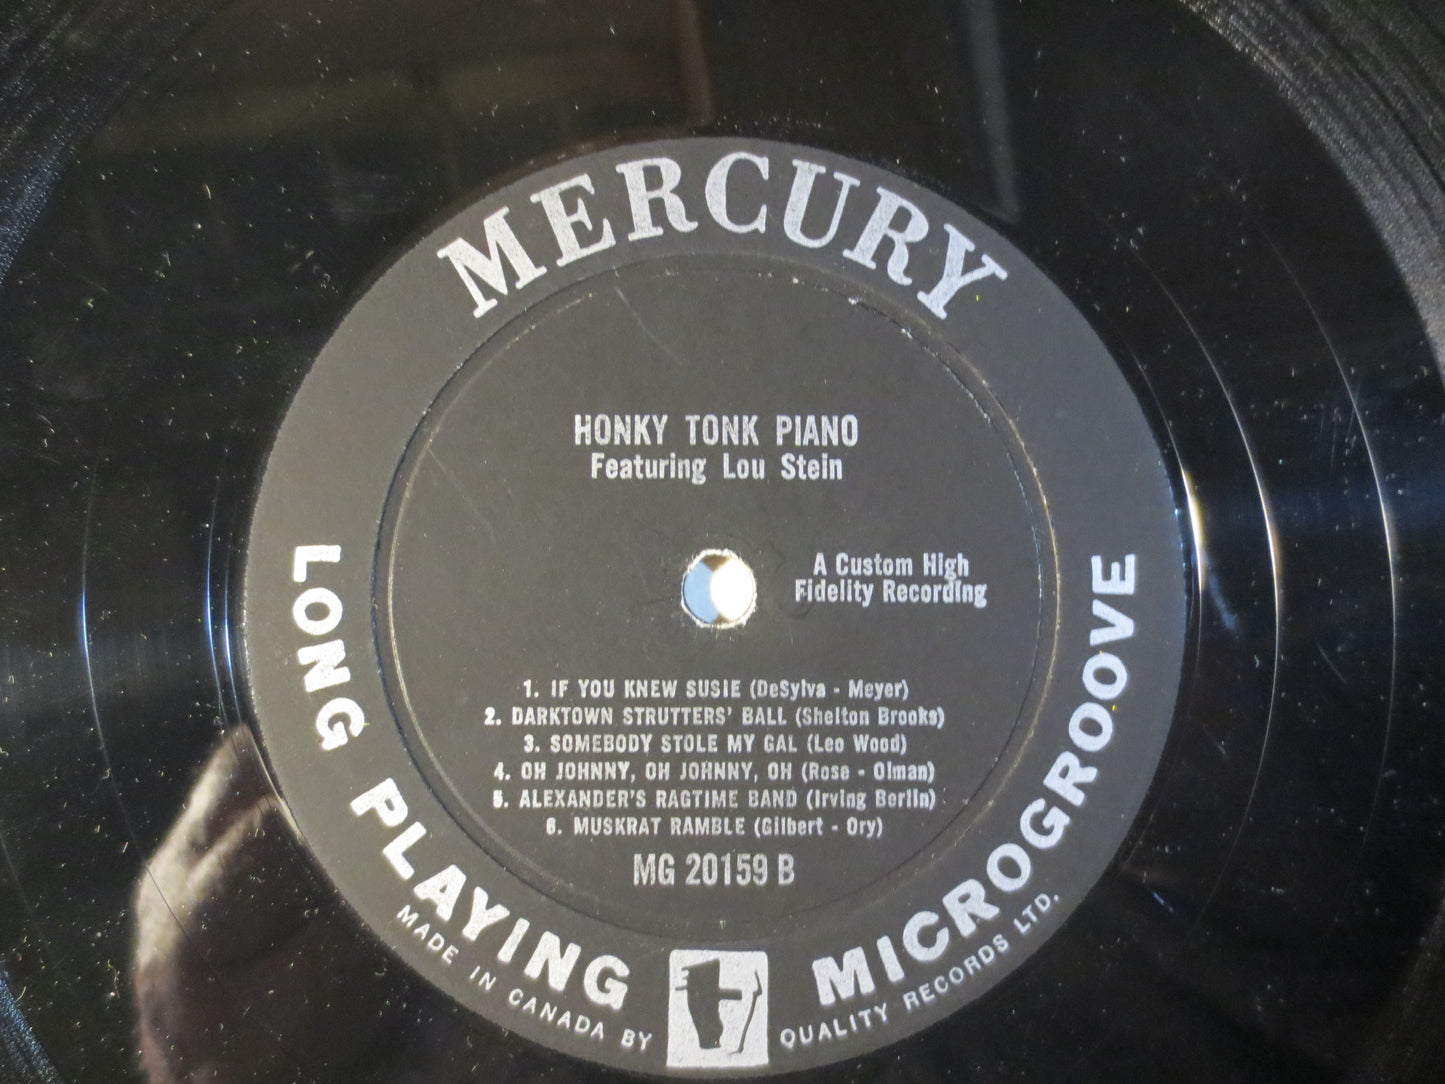 MERCURY
HONKY TONK PIANO
Featuring Lou Stein
A Custom High
Fidelity Recording
1. IF YOU KNEW SUSIE (DeSylva - Meyer)
2. DARKTOWN STRUTTERS' BALL (Shelton Brooks)
3. SOMEBODY STOLE MY GAL (Leo Wood)
4. OH JOHNNY, OH JOHNNY, OH (Rose - Olman)
5. ALEXANDER'S RAGTIME BAND (Irving Berlin)
6. MUSKRAT RAMBLE (Gilbert - Ory)
MG 20159 B
LONG PLAYING MICROGROOVE
MADE IN CANADA BY QUALITY RECORDS LTD.